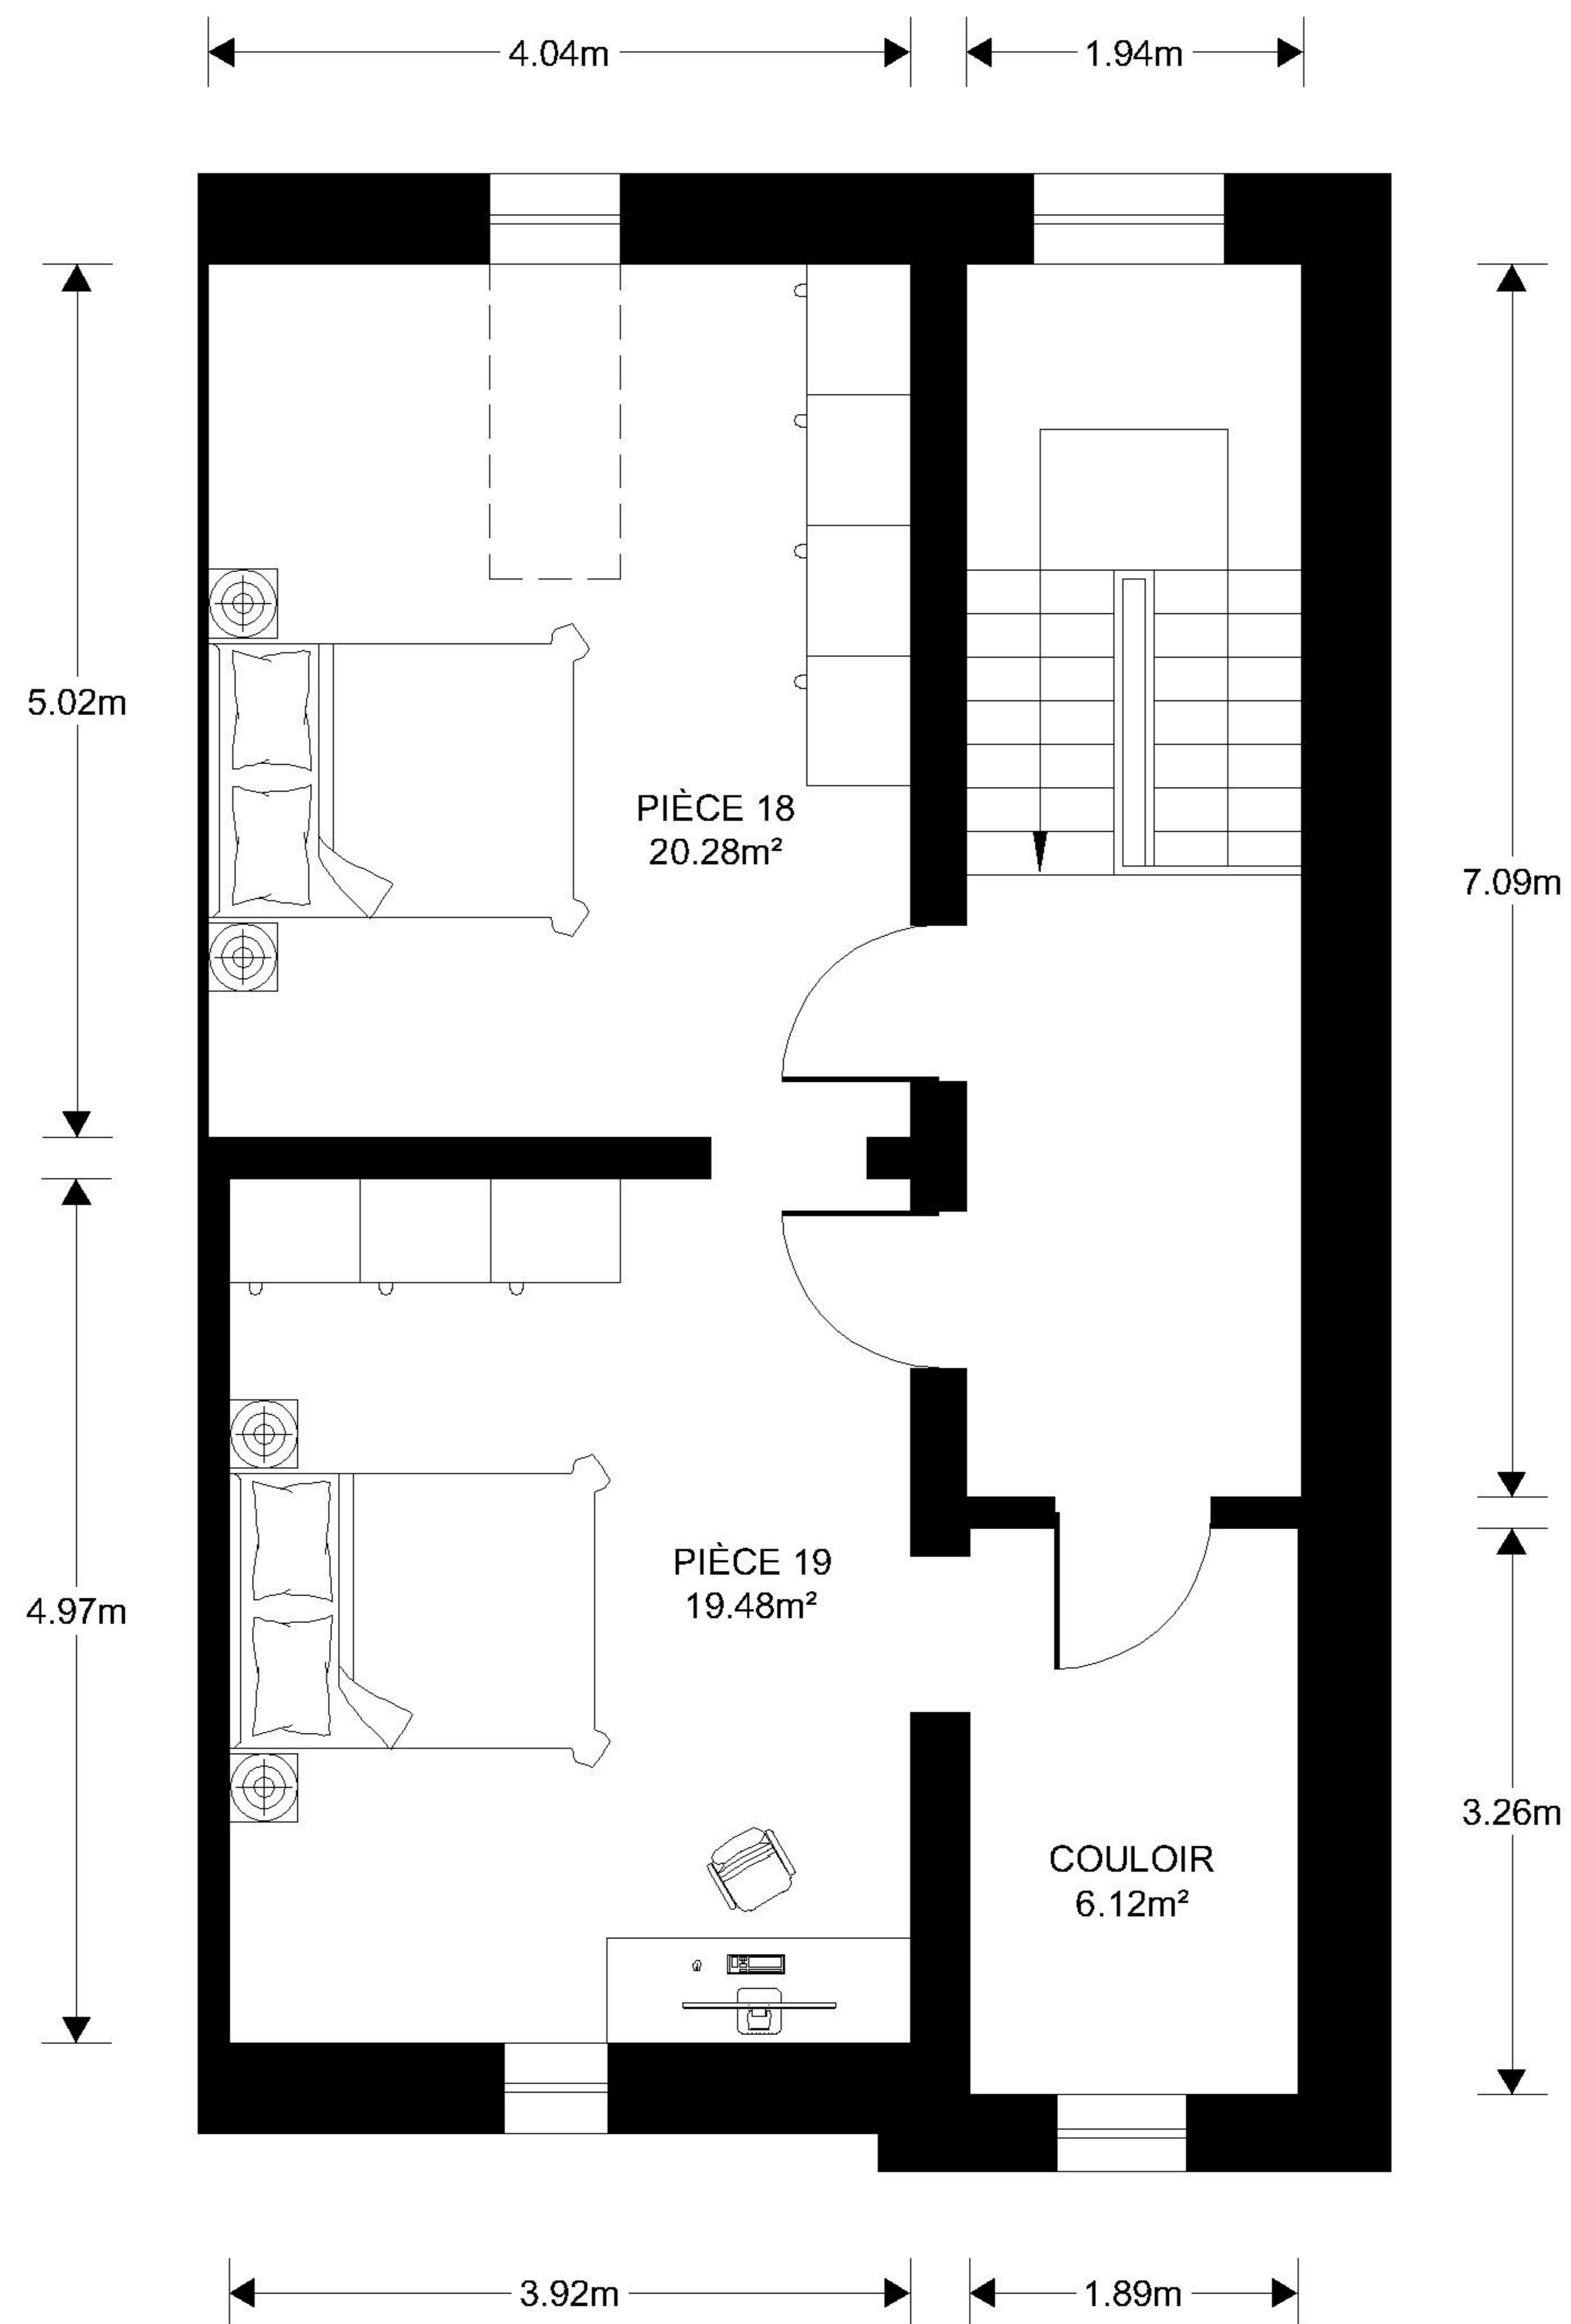 4.04m
1.94m
5.02m
PIÈCE 18
20.28m²
7.09m
4.97m
PIÈCE 19
19.48m²
3.26m
COULOIR
6.12m²
3.92m
1.89m